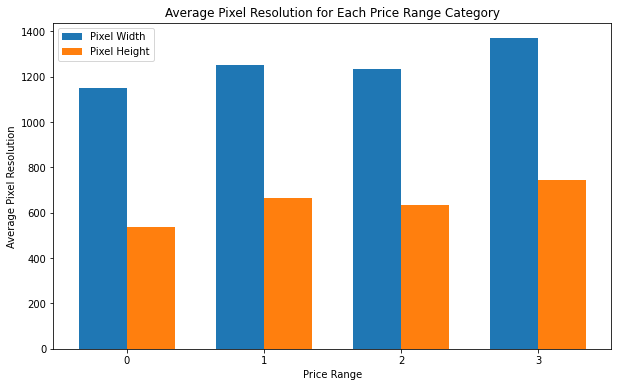 Average Pixel Resolution for Each Price Range Category
Pixel Width
Pixel Height
Average Pixel Resolution
1400
1200
1000
800
600
400
200
0
0 1 2 3
Price Range